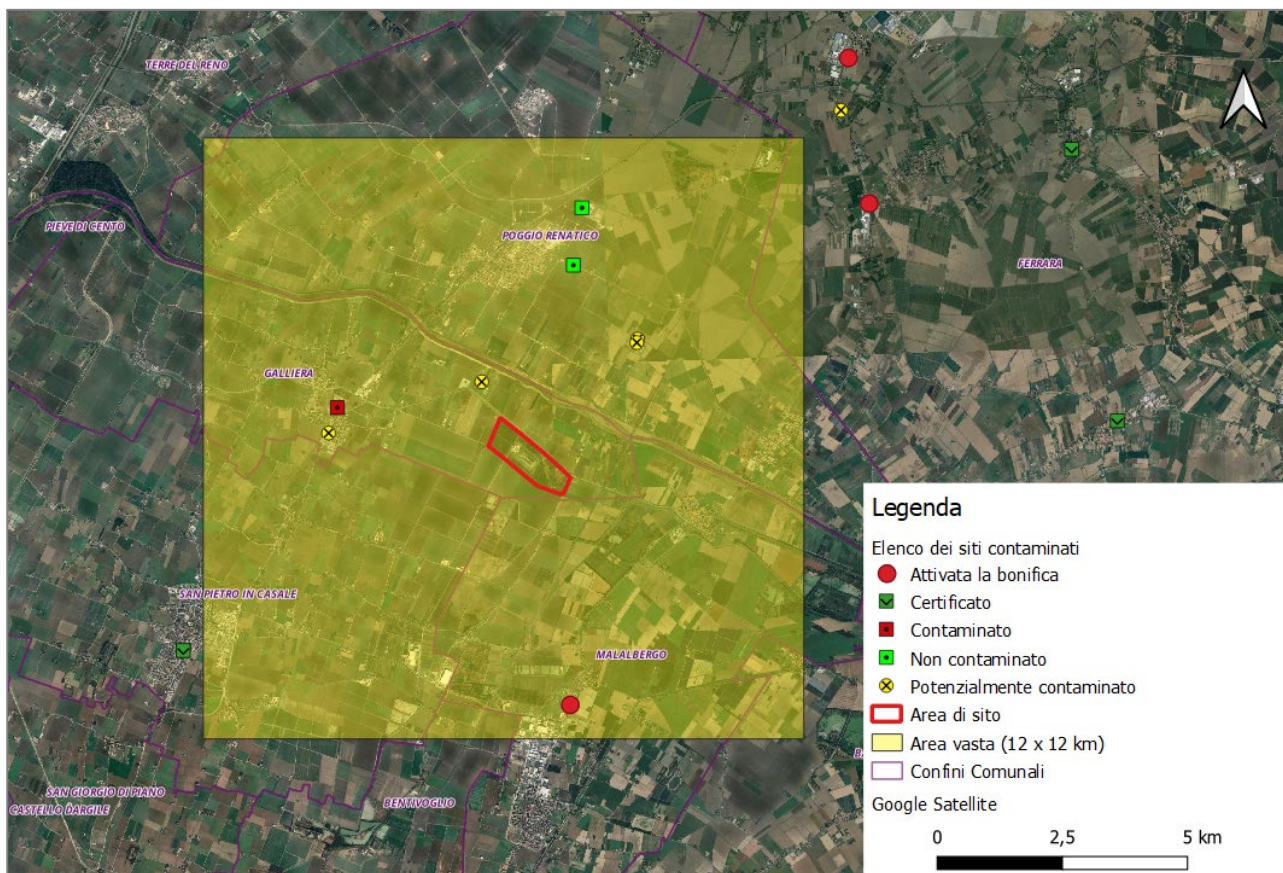 TERRE DEL RENO
PIEVE DI CENTO
POGGIO RENATICO
FERRARA
GALLIERA
SAN PIETRO IN CASALE
MALALBERGO
SAN GIORGIO DI PIANO
CASTELLO D'ARGILE
BENTIVOGLIO
BA
Legenda
Elenco dei siti contaminati
Attivata la bonifica
Certificato
Contaminato
Non contaminato
Potenzialmente contaminato
Area di sito
Area vasta (12 x 12 km)
Confini Comunali
Google Satellite
0 2,5 5 km